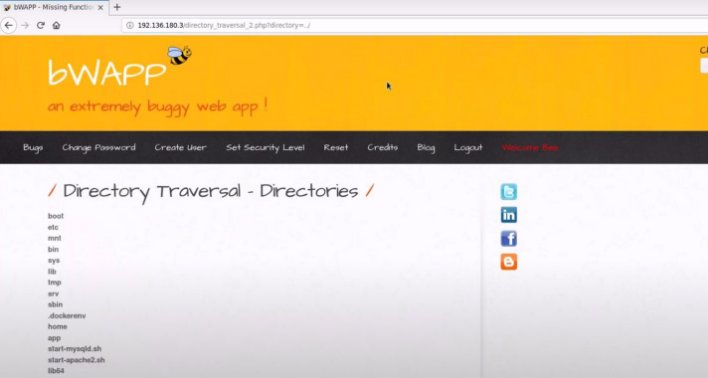 bWAPP - Missing Functio
192.136.180.3/directory_traversal_2.php?directory=../
bWAPP
an extremely buggy web app !
Bugs Change Password Create User Set Security Level Reset Credits Blog Logout Welcome Bee
/ Directory Traversal - Directories /
boot
etc
mnt
bin
sys
lib
tmp
srv
sbin
.dockerenv
home
app
start-mysqld.sh
start-apache2.sh
lib64